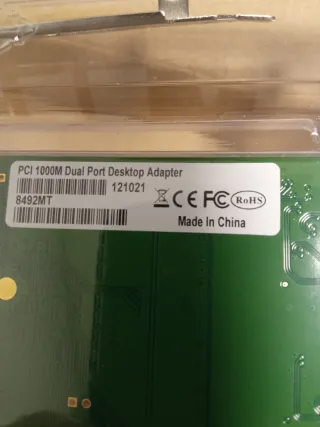 PCI 1000M Dual Port Desktop Adapter
121021
8492MT
CE FC RoHS
Made In China